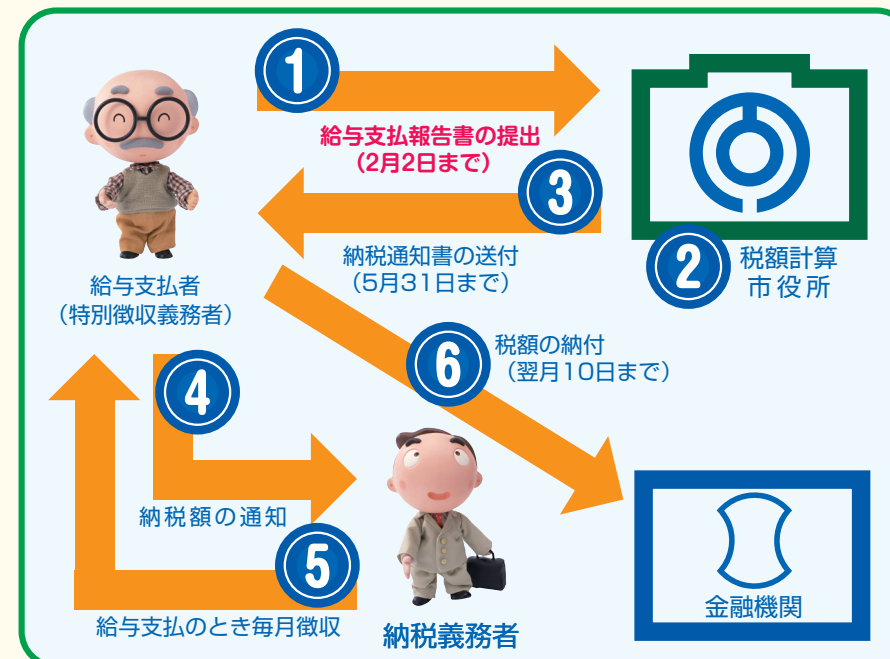 1
給与支払報告書の提出
（2月2日まで）
3
納税通知書の送付
（5月31日まで）
2
税額計算
市役所
給与支払者
（特別徴収義務者）
6
税額の納付
（翌月10日まで）
4
納税額の通知
5
給与支払のとき毎月徴収
納税義務者
金融機関